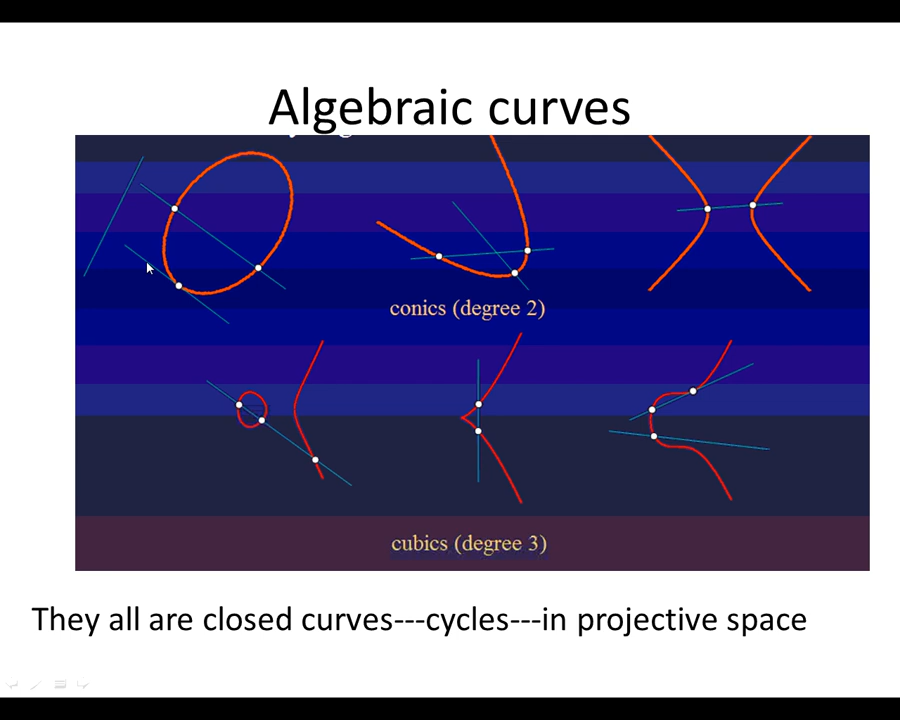 Algebraic curves
conics (degree 2)
cubics (degree 3)
They all are closed curves---cycles---in projective space